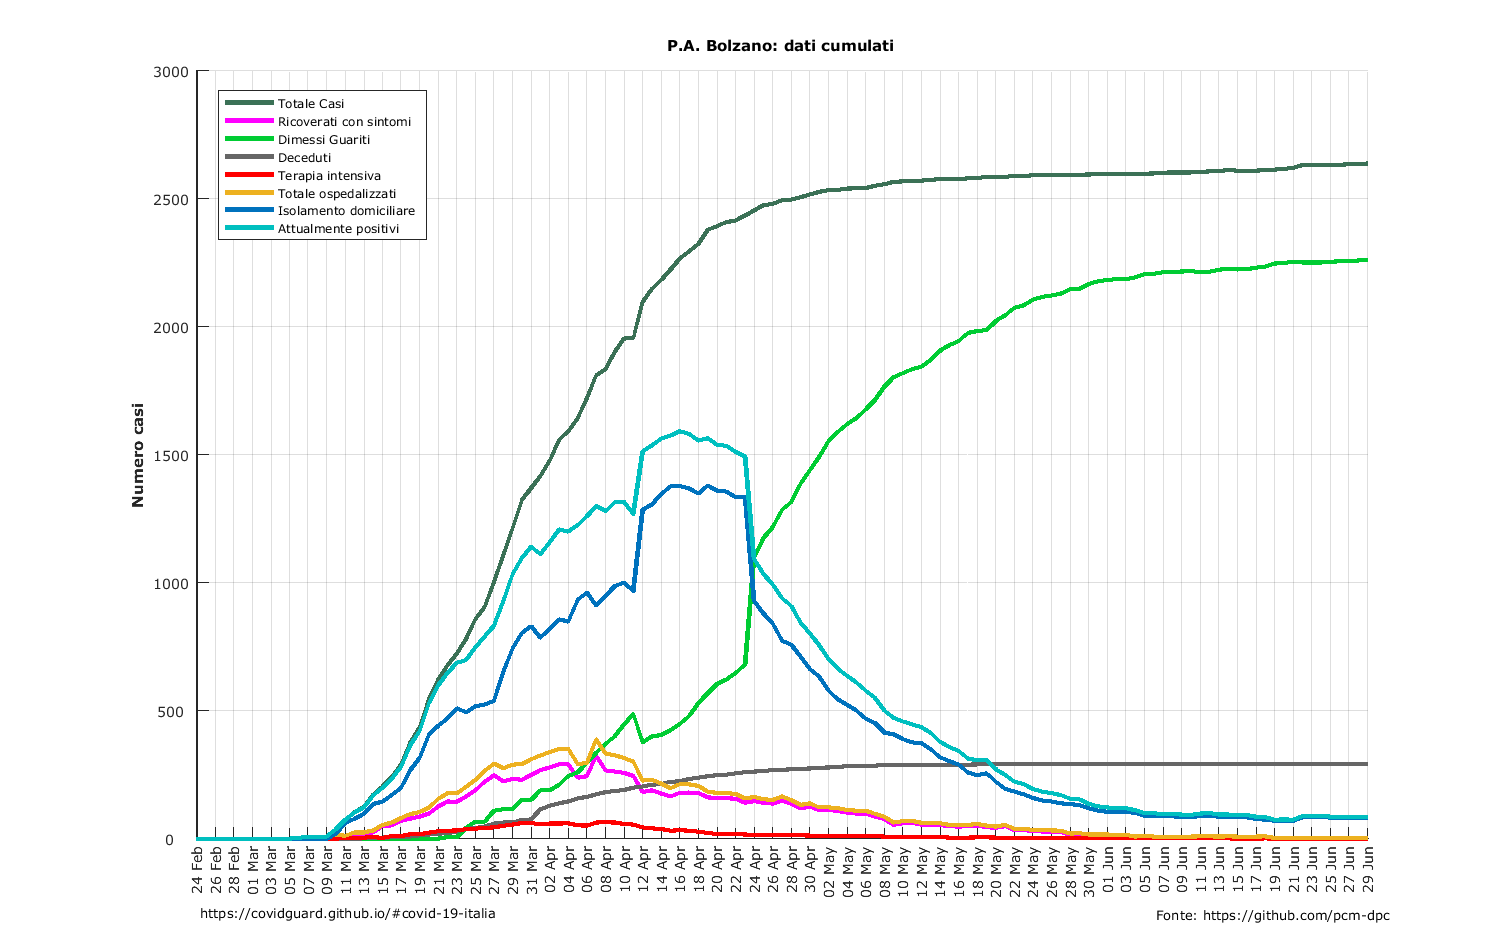 P.A. Bolzano: dati cumulati
3000
2500
2000
1500
1000
500
0
Numero casi
Totale Casi
Ricoverati con sintomi
Dimessi Guariti
Deceduti
Terapia intensiva
Totale ospedalizzati
Isolamento domiciliare
Attualmente positivi
24 Feb
26 Feb
28 Feb
01 Mar
03 Mar
05 Mar
07 Mar
09 Mar
11 Mar
13 Mar
15 Mar
17 Mar
19 Mar
21 Mar
23 Mar
25 Mar
27 Mar
29 Mar
31 Mar
02 Apr
04 Apr
06 Apr
08 Apr
10 Apr
12 Apr
14 Apr
16 Apr
18 Apr
20 Apr
22 Apr
24 Apr
26 Apr
28 Apr
30 Apr
02 May
04 May
06 May
08 May
10 May
12 May
14 May
16 May
18 May
20 May
22 May
24 May
26 May
28 May
30 May
01 Jun
03 Jun
05 Jun
07 Jun
09 Jun
11 Jun
13 Jun
15 Jun
17 Jun
19 Jun
21 Jun
23 Jun
25 Jun
27 Jun
29 Jun
https://covidguard.github.io/#covid-19-italia
Fonte: https://github.com/pcm-dpc